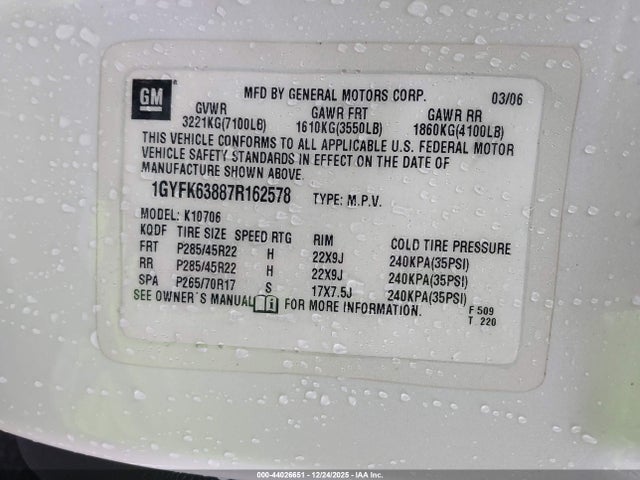 GM
MFD BY GENERAL MOTORS CORP. 03/06
GVWR GAWR FRT GAWR RR
3221KG(7100LB) 1610KG(3550LB) 1860KG(4100LB)
THIS VEHICLE CONFORMS TO ALL APPLICABLE U.S. FEDERAL MOTOR
VEHICLE SAFETY STANDARDS IN EFFECT ON THE DATE OF
MANUFACTURE SHOWN ABOVE.
1GYFK63887R162578 TYPE: M.P.V.
MODEL: K10706
KQDF TIRE SIZE SPEED RTG RIM COLD TIRE PRESSURE
FRT P285/45R22 H 22X9J 240KPA(35PSI)
RR P285/45R22 H 22X9J 240KPA(35PSI)
SPA P265/70R17 S 17X7.5J 240KPA(35PSI)
SEE OWNER'S MANUAL FOR MORE INFORMATION. F 509
T 220
000-44026651 - 12/24/2025 - IAAI.COM